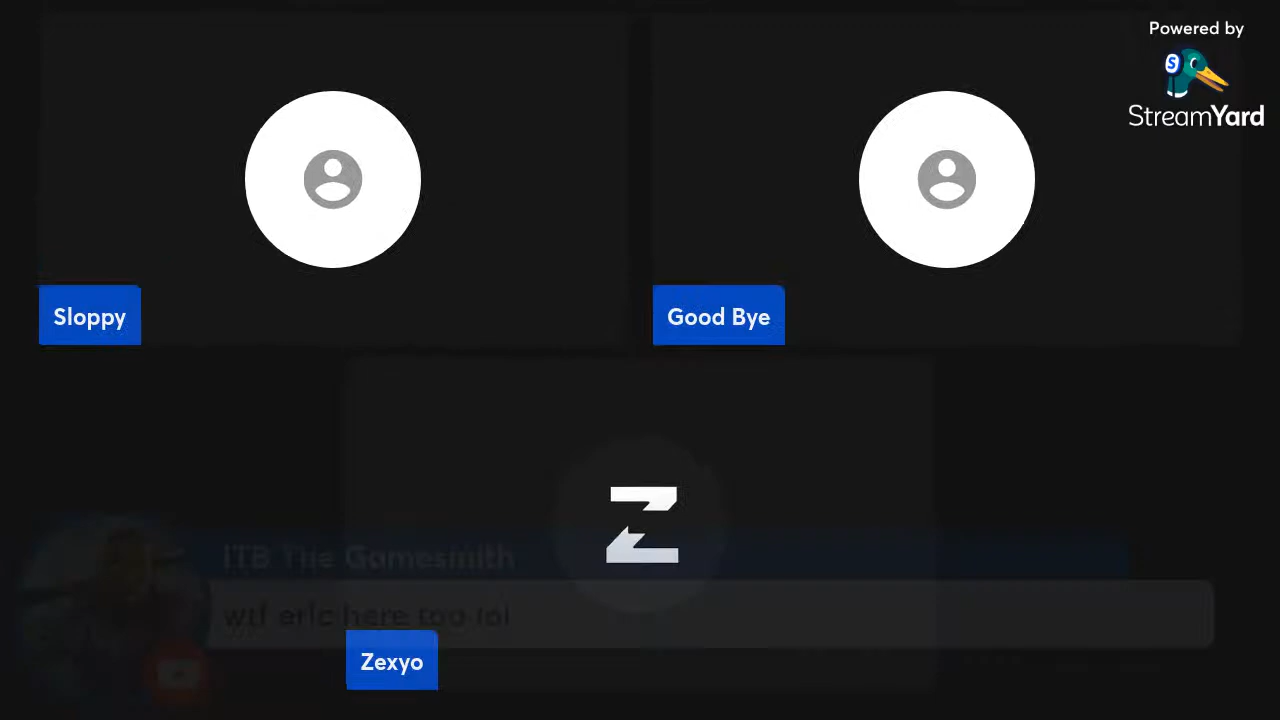 Powered by
S
StreamYard
Sloppy
Good Bye
Z
ITB The Gamesmith
wtf eric here too lol
Zexyo